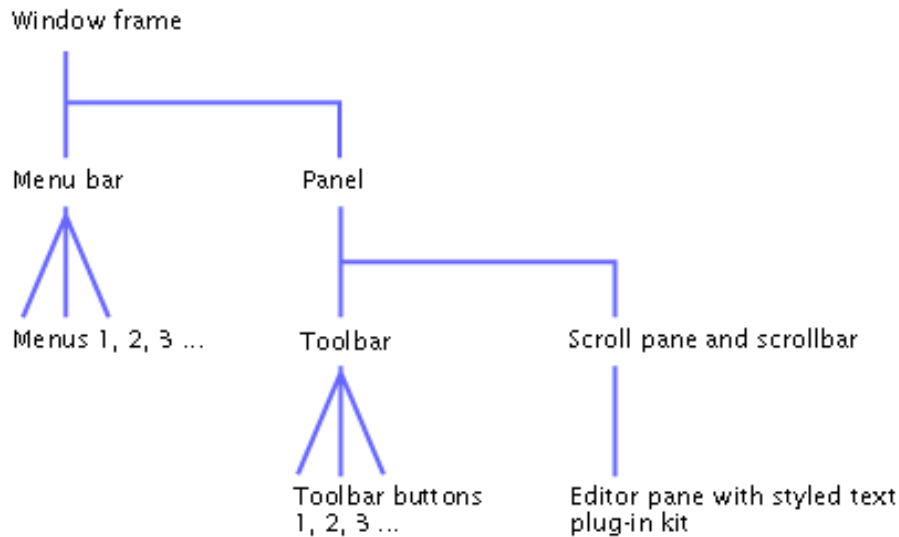 Window frame
Menu bar
Panel
Menus 1, 2, 3 ...
Toolbar
Scroll pane and scrollbar
Toolbar buttons
1, 2, 3 ...
Editor pane with styled text
plug-in kit